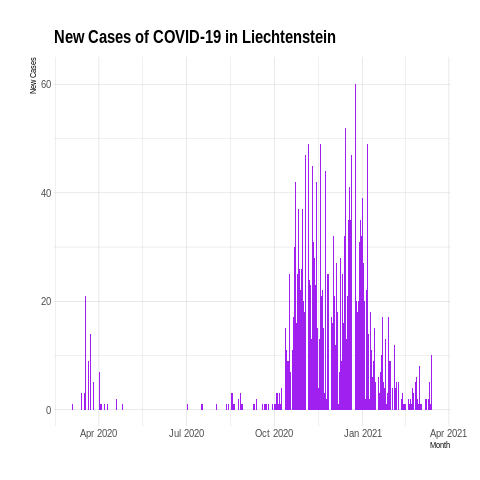 New Cases of COVID-19 in Liechtenstein
New Cases
60
40
20
0
Apr 2020 Jul 2020 Oct 2020 Jan 2021 Apr 2021
Month